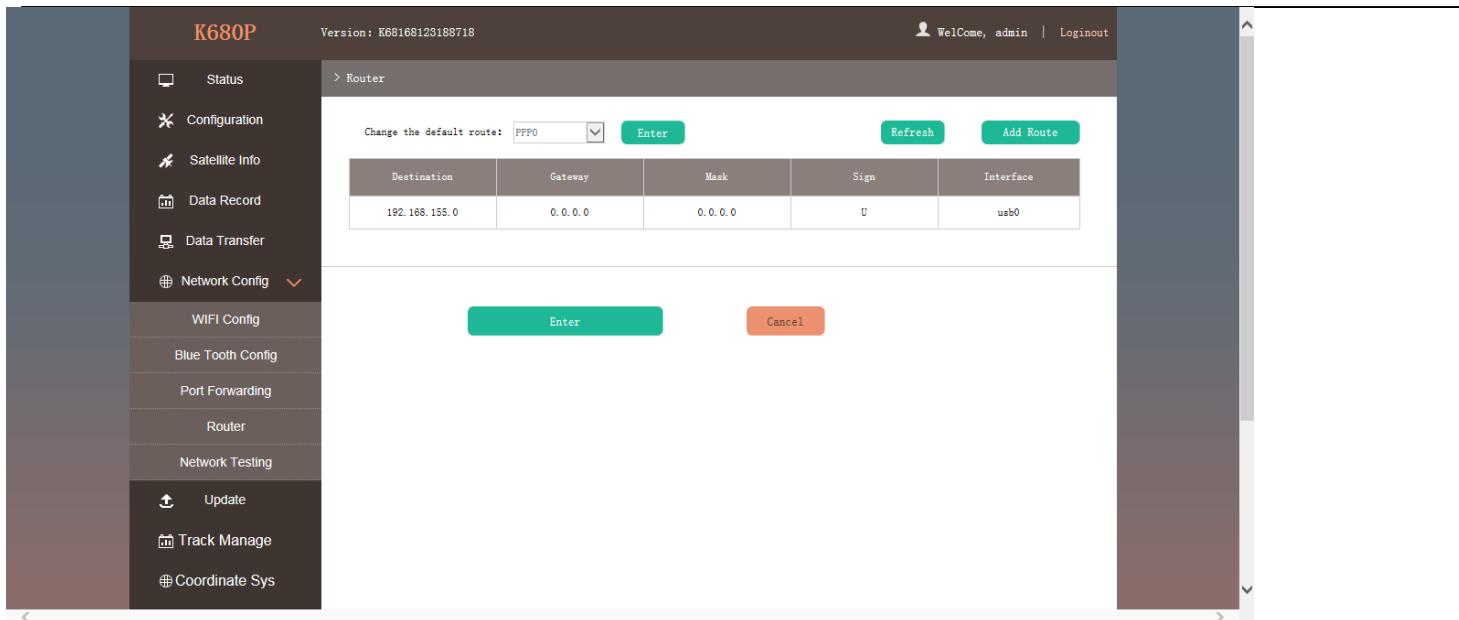 K680P Version: K68168123188718 WelCome, admin | Loginout
Status
> Router
Configuration
Change the default route: PPP0 Enter Refresh Add Route
Satellite Info
Destination Gateway Mask Sign Interface
Data Record
192.168.155.0 0.0.0.0 0.0.0.0 U usb0
Data Transfer
Network Config
WIFI Config
Enter Cancel
Blue Tooth Config
Port Forwarding
Router
Network Testing
Update
Track Manage
Coordinate Sys